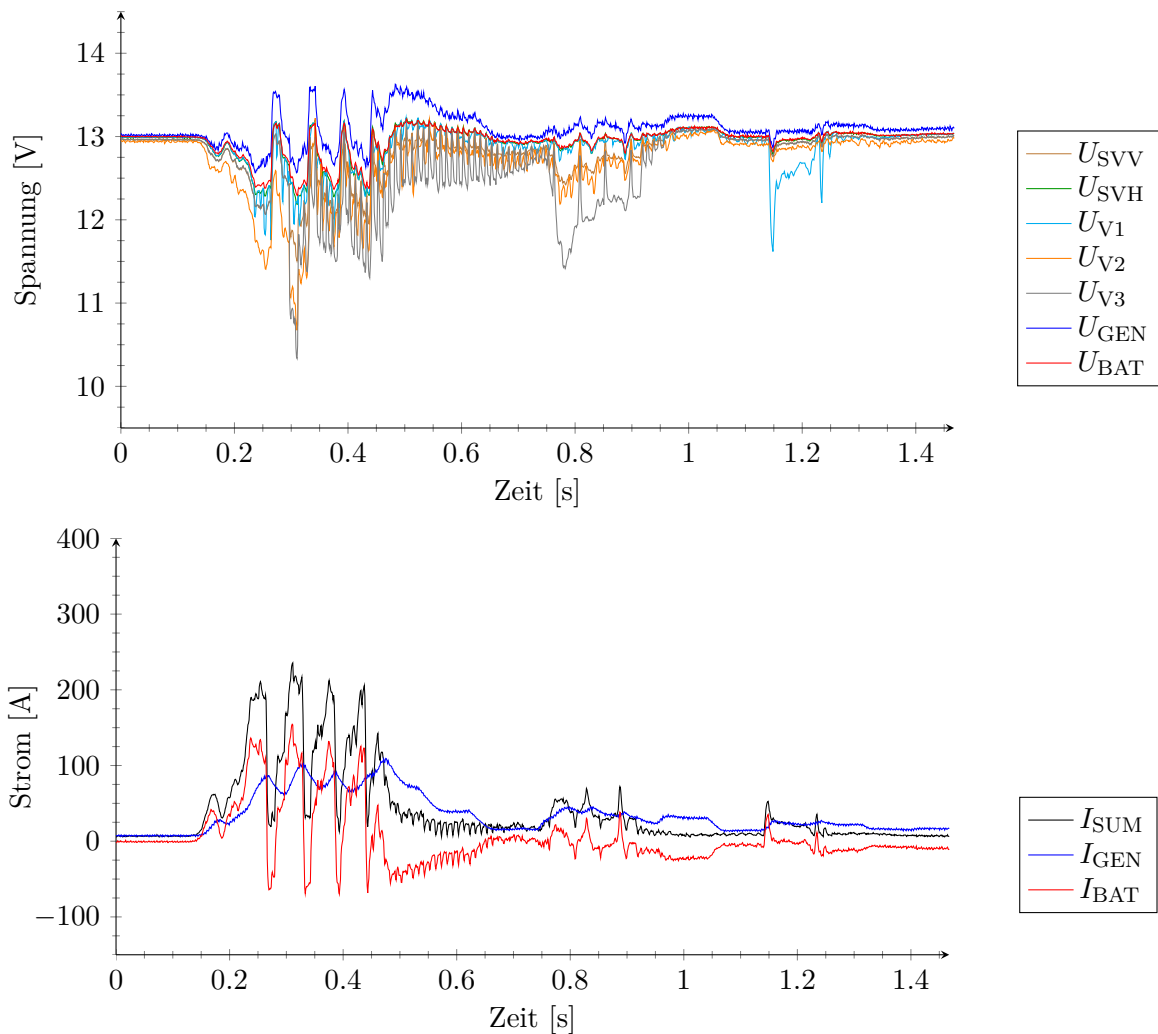 14
13
12
11
10
Spannung [V]
0
0.2
0.4
0.6
0.8
1
1.2
1.4
Zeit [s]
U_SVV
U_SVH
U_V1
U_V2
U_V3
U_GEN
U_BAT
400
300
200
100
0
−100
Strom [A]
0
0.2
0.4
0.6
0.8
1
1.2
1.4
Zeit [s]
I_SUM
I_GEN
I_BAT